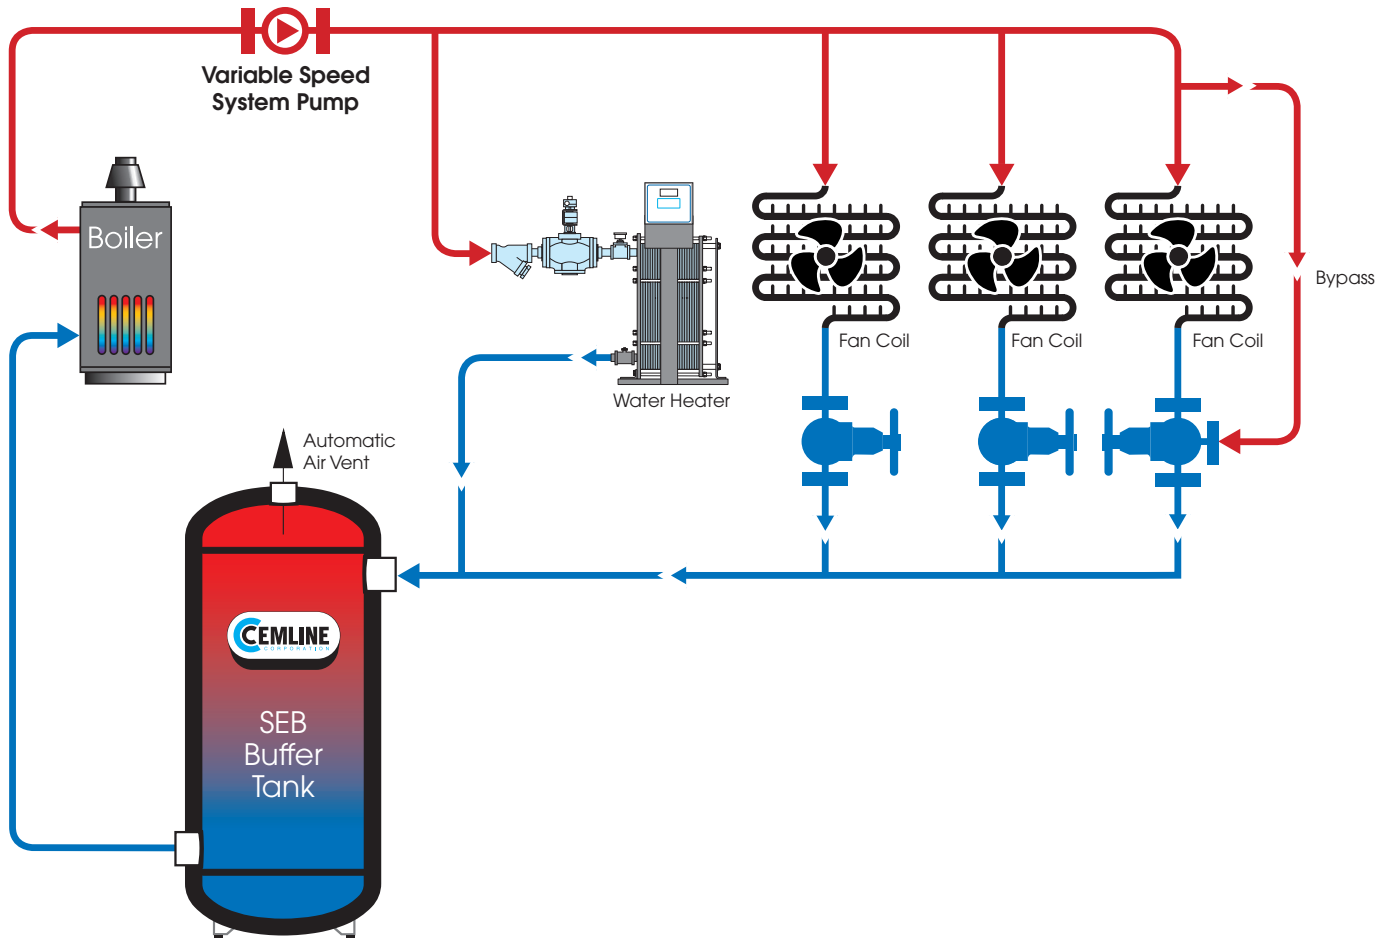 Variable Speed
System Pump
Boiler
Bypass
Fan Coil
Fan Coil
Fan Coil
Water Heater
Automatic
Air Vent
CEMLINE
CORPORATION
SEB
Buffer
Tank